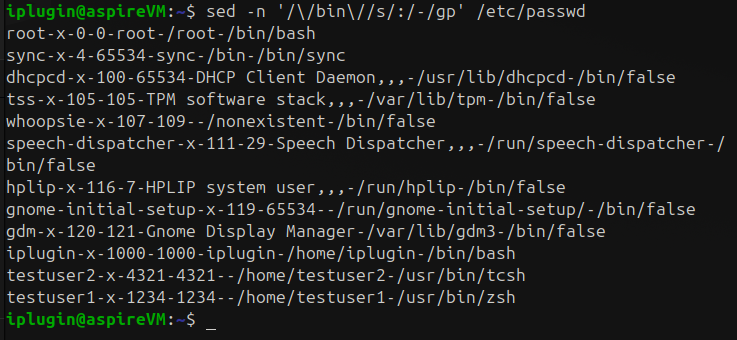 iplugin@aspireVM:~$ sed -n '/\/bin\//s/:/-/gp' /etc/passwd
root-x-0-0-root-/root-/bin/bash
sync-x-4-65534-sync-/bin-/bin/sync
dhcpcd-x-100-65534-DHCP Client Daemon,,,-/usr/lib/dhcpcd-/bin/false
tss-x-105-105-TPM software stack,,,-/var/lib/tpm-/bin/false
whoopsie-x-107-109--/nonexistent-/bin/false
speech-dispatcher-x-111-29-Speech Dispatcher,,,-/run/speech-dispatcher-/
bin/false
hplip-x-116-7-HPLIP system user,,,-/run/hplip-/bin/false
gnome-initial-setup-x-119-65534--/run/gnome-initial-setup/-/bin/false
gdm-x-120-121-Gnome Display Manager-/var/lib/gdm3-/bin/false
iplugin-x-1000-1000-iplugin-/home/iplugin-/bin/bash
testuser2-x-4321-4321--/home/testuser2-/usr/bin/tcsh
testuser1-x-1234-1234--/home/testuser1-/usr/bin/zsh
iplugin@aspireVM:~$ _